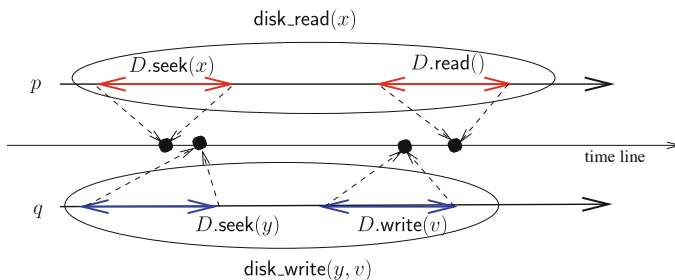 disk_read(x)
D.seek(x)
D.read()
p
time line
q
D.seek(y)
D.write(v)
disk_write(y, v)